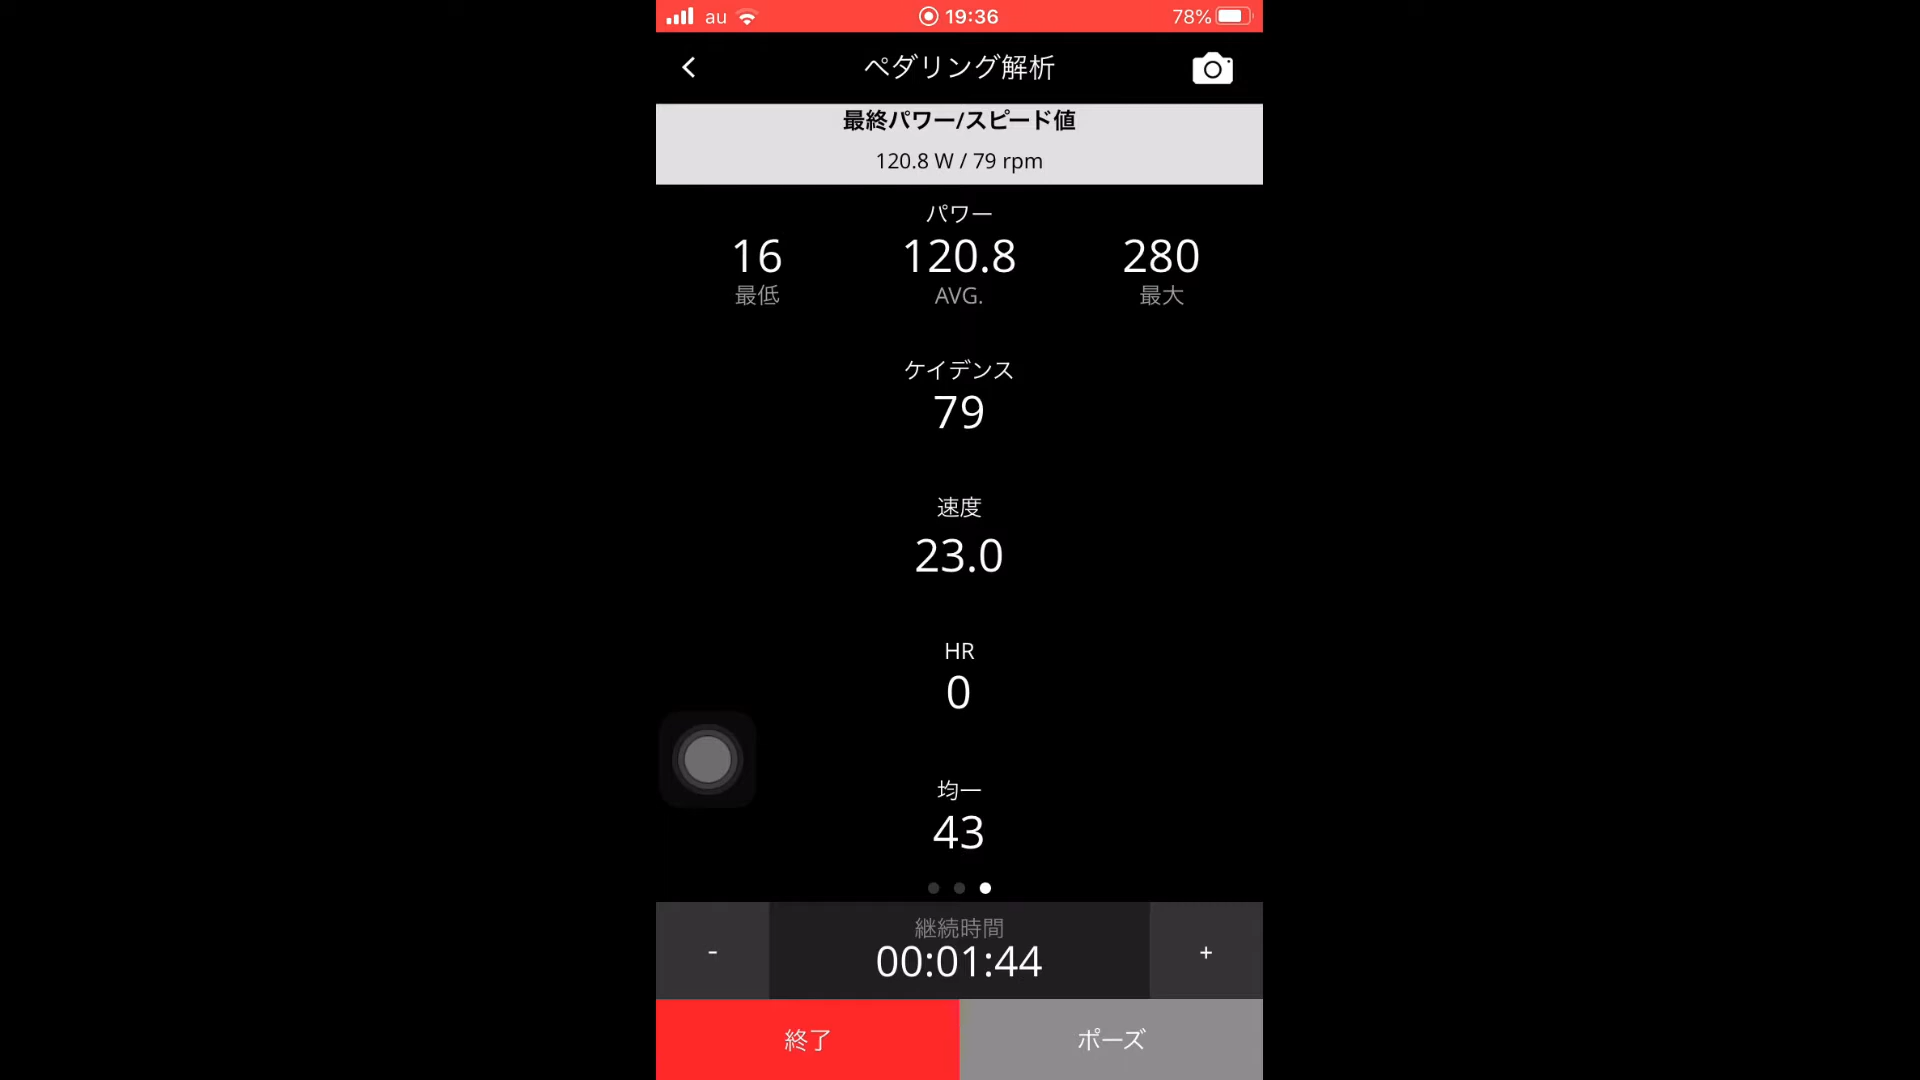 au 19:36 78%
ペダリング解析
最終パワー/スピード値
120.8 W / 79 rpm
パワー
16 120.8 280
最低 AVG. 最大
ケイデンス
79
速度
23.0
HR
0
均一
43
継続時間
- 00:01:44 +
終了 ポーズ